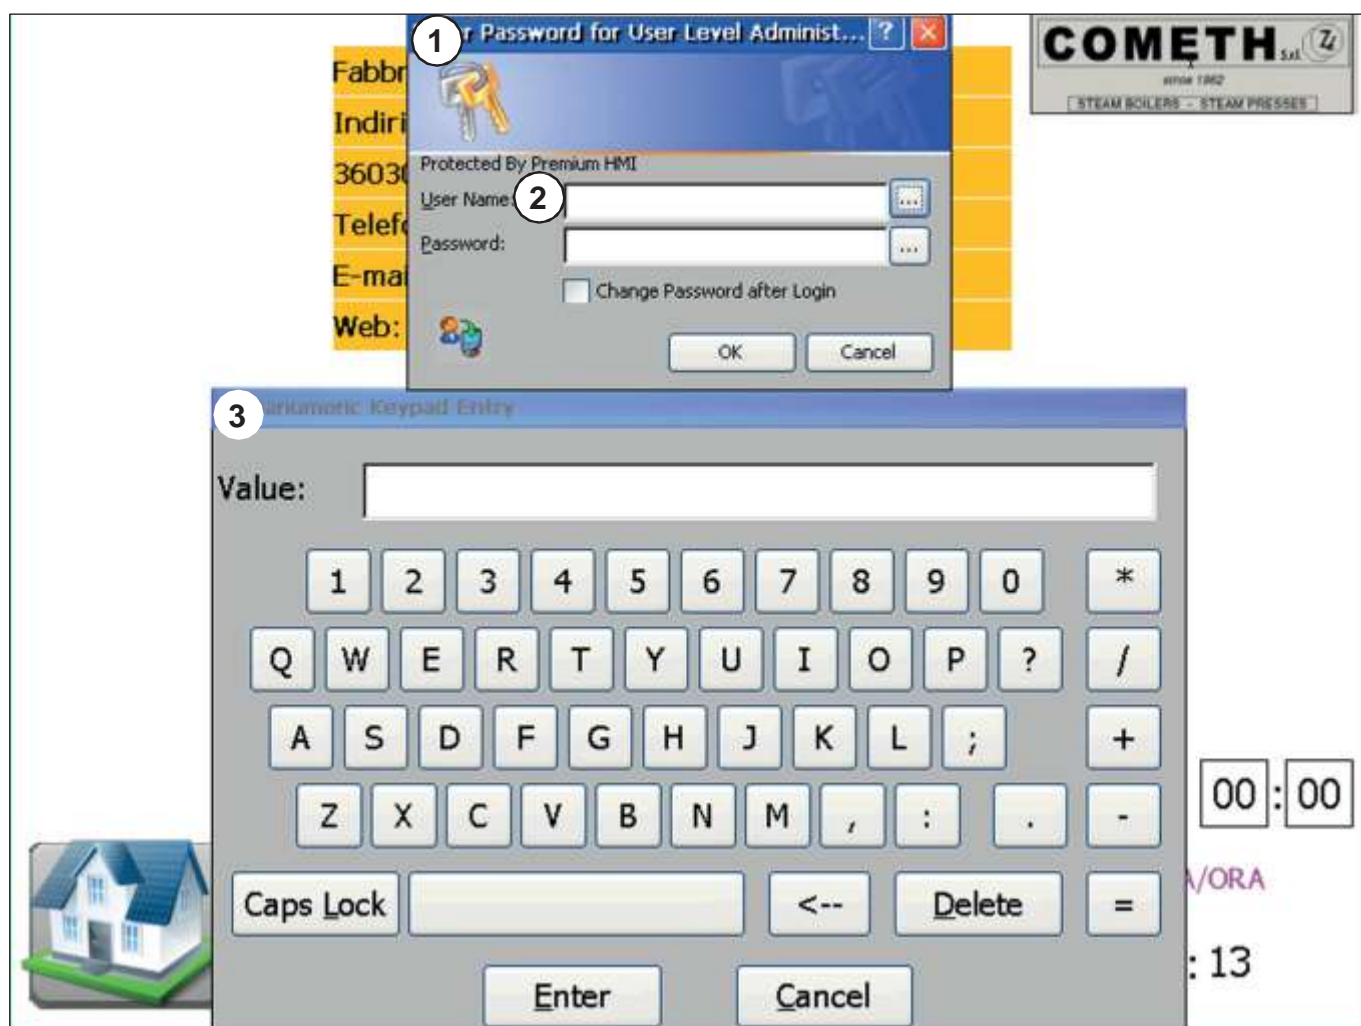 1
r Password for User Level Administ... ?
COMETH S.r.l.
since 1962
STEAM BOILERS - STEAM PRESSES
Fabbr
Indiri
3603
Telef
E-mai
Web:
Protected By Premium HMI
User Name: 2
...
Password:
...
Change Password after Login
OK Cancel
3 Keypad Entry
Value:
1 2 3 4 5 6 7 8 9 0 *
Q W E R T Y U I O P ? /
A S D F G H J K L ; +
Z X C V B N M , : . -
Caps Lock <-- Delete =
Enter Cancel
00 : 00
/ORA
: 13